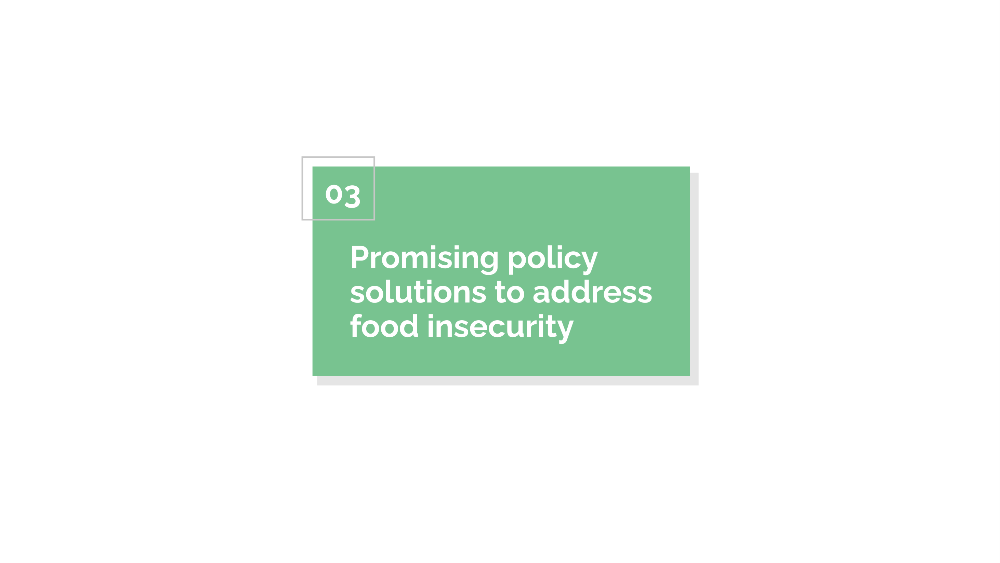 03
Promising policy
solutions to address
food insecurity